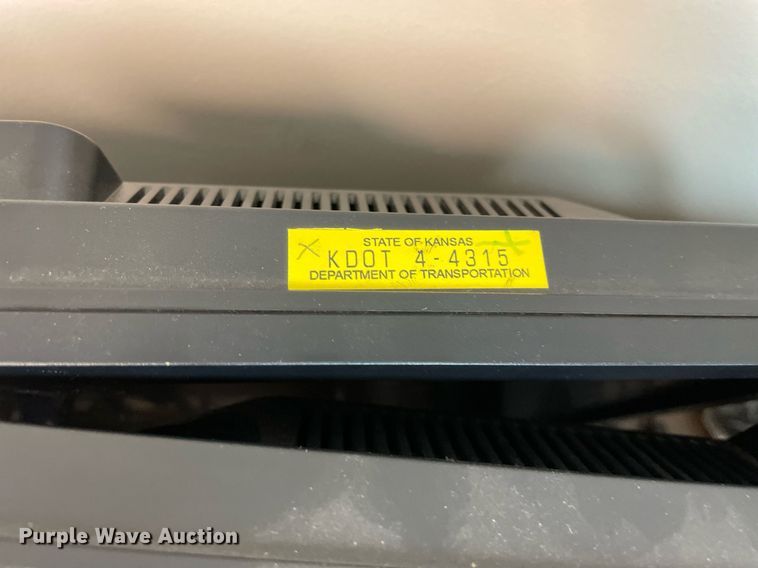 STATE OF KANSAS
KDOT 4-4315
DEPARTMENT OF TRANSPORTATION
Purple Wave Auction